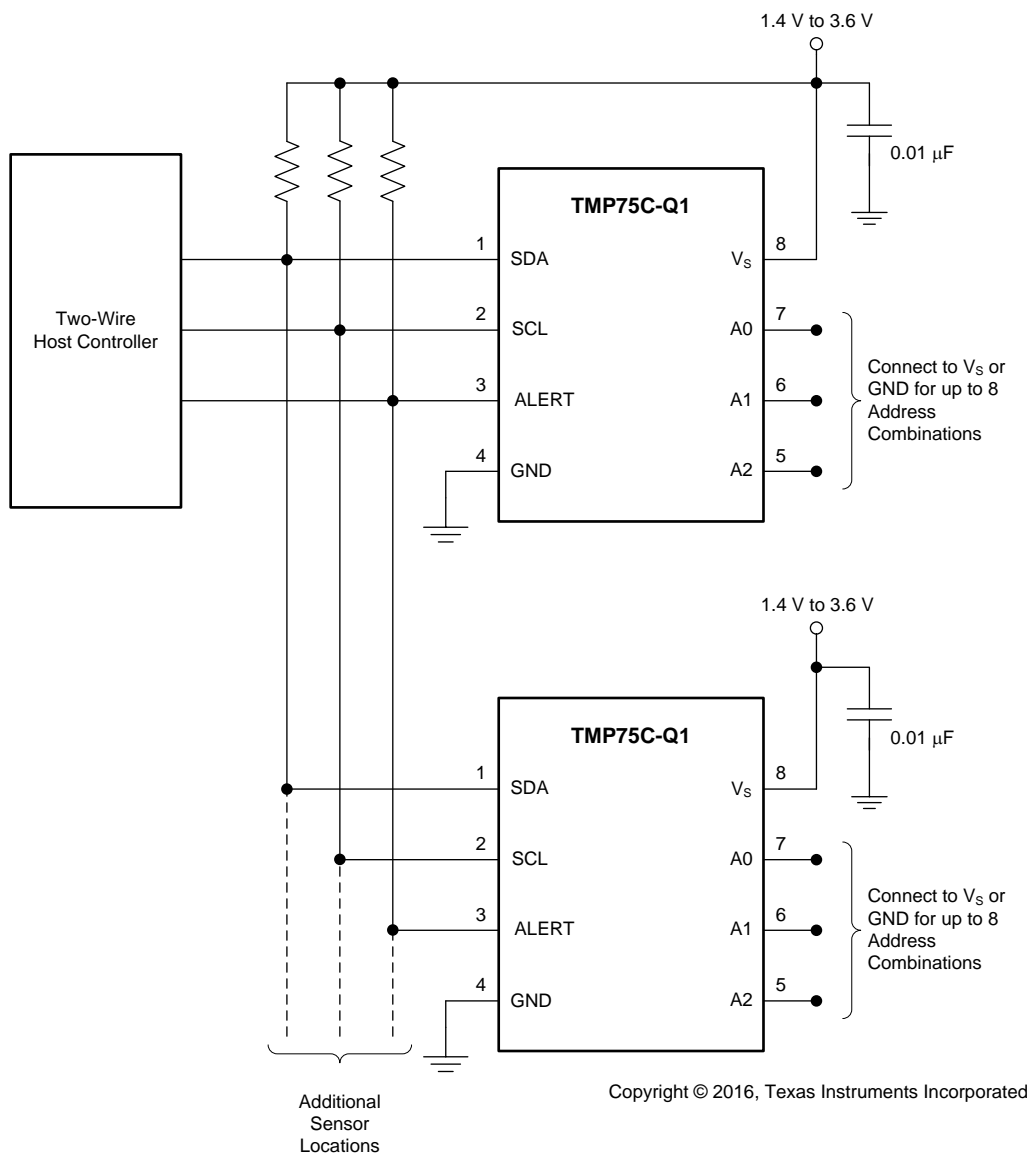 1.4 V to 3.6 V
0.01 μF
Two-Wire
Host Controller
TMP75C-Q1
1
SDA
2
SCL
3
ALERT
4
GND
8
VS
7
A0
6
A1
5
A2
Connect to VS or
GND for up to 8
Address
Combinations
1.4 V to 3.6 V
0.01 μF
TMP75C-Q1
1
SDA
2
SCL
3
ALERT
4
GND
8
VS
7
A0
6
A1
5
A2
Connect to VS or
GND for up to 8
Address
Combinations
Additional
Sensor
Locations
Copyright © 2016, Texas Instruments Incorporated